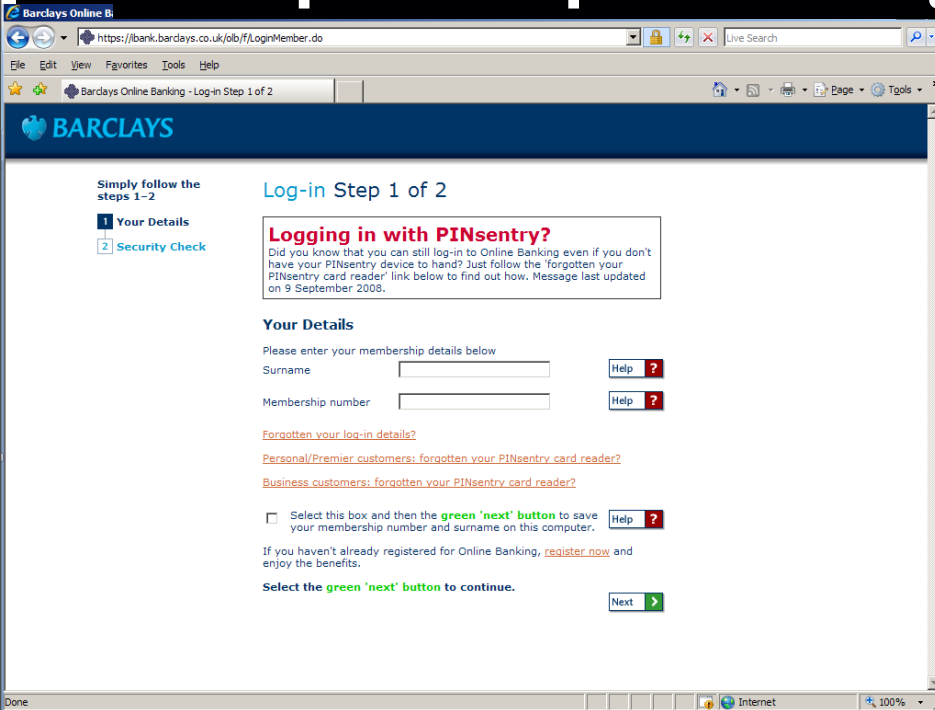 Barclays Online B
https://ibank.barclays.co.uk/olb/f/LoginMember.do
Live Search
File Edit View Favorites Tools Help
Barclays Online Banking - Log-in Step 1 of 2
Page Tools
BARCLAYS
Simply follow the
steps 1–2
1 Your Details
2 Security Check
Log-in Step 1 of 2
Logging in with PINsentry?
Did you know that you can still log-in to Online Banking even if you don't
have your PINsentry device to hand? Just follow the 'forgotten your
PINsentry card reader' link below to find out how. Message last updated
on 9 September 2008.
Your Details
Please enter your membership details below
Surname
Help ?
Membership number
Help ?
Forgotten your log-in details?
Personal/Premier customers: forgotten your PINsentry card reader?
Business customers: forgotten your PINsentry card reader?
Select this box and then the green 'next' button to save
your membership number and surname on this computer.
Help ?
If you haven't already registered for Online Banking, register now and
enjoy the benefits.
Select the green 'next' button to continue.
Next
Done
Internet
100%